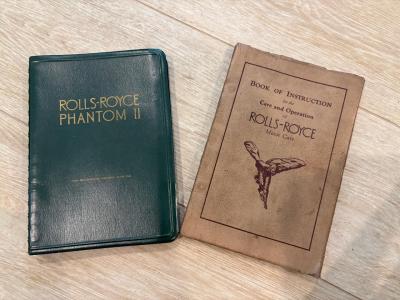 ROLLS-ROYCE
PHANTOM II
BOOK OF INSTRUCTION
for the
Care and Operation
of
ROLLS-ROYCE
Motor Cars